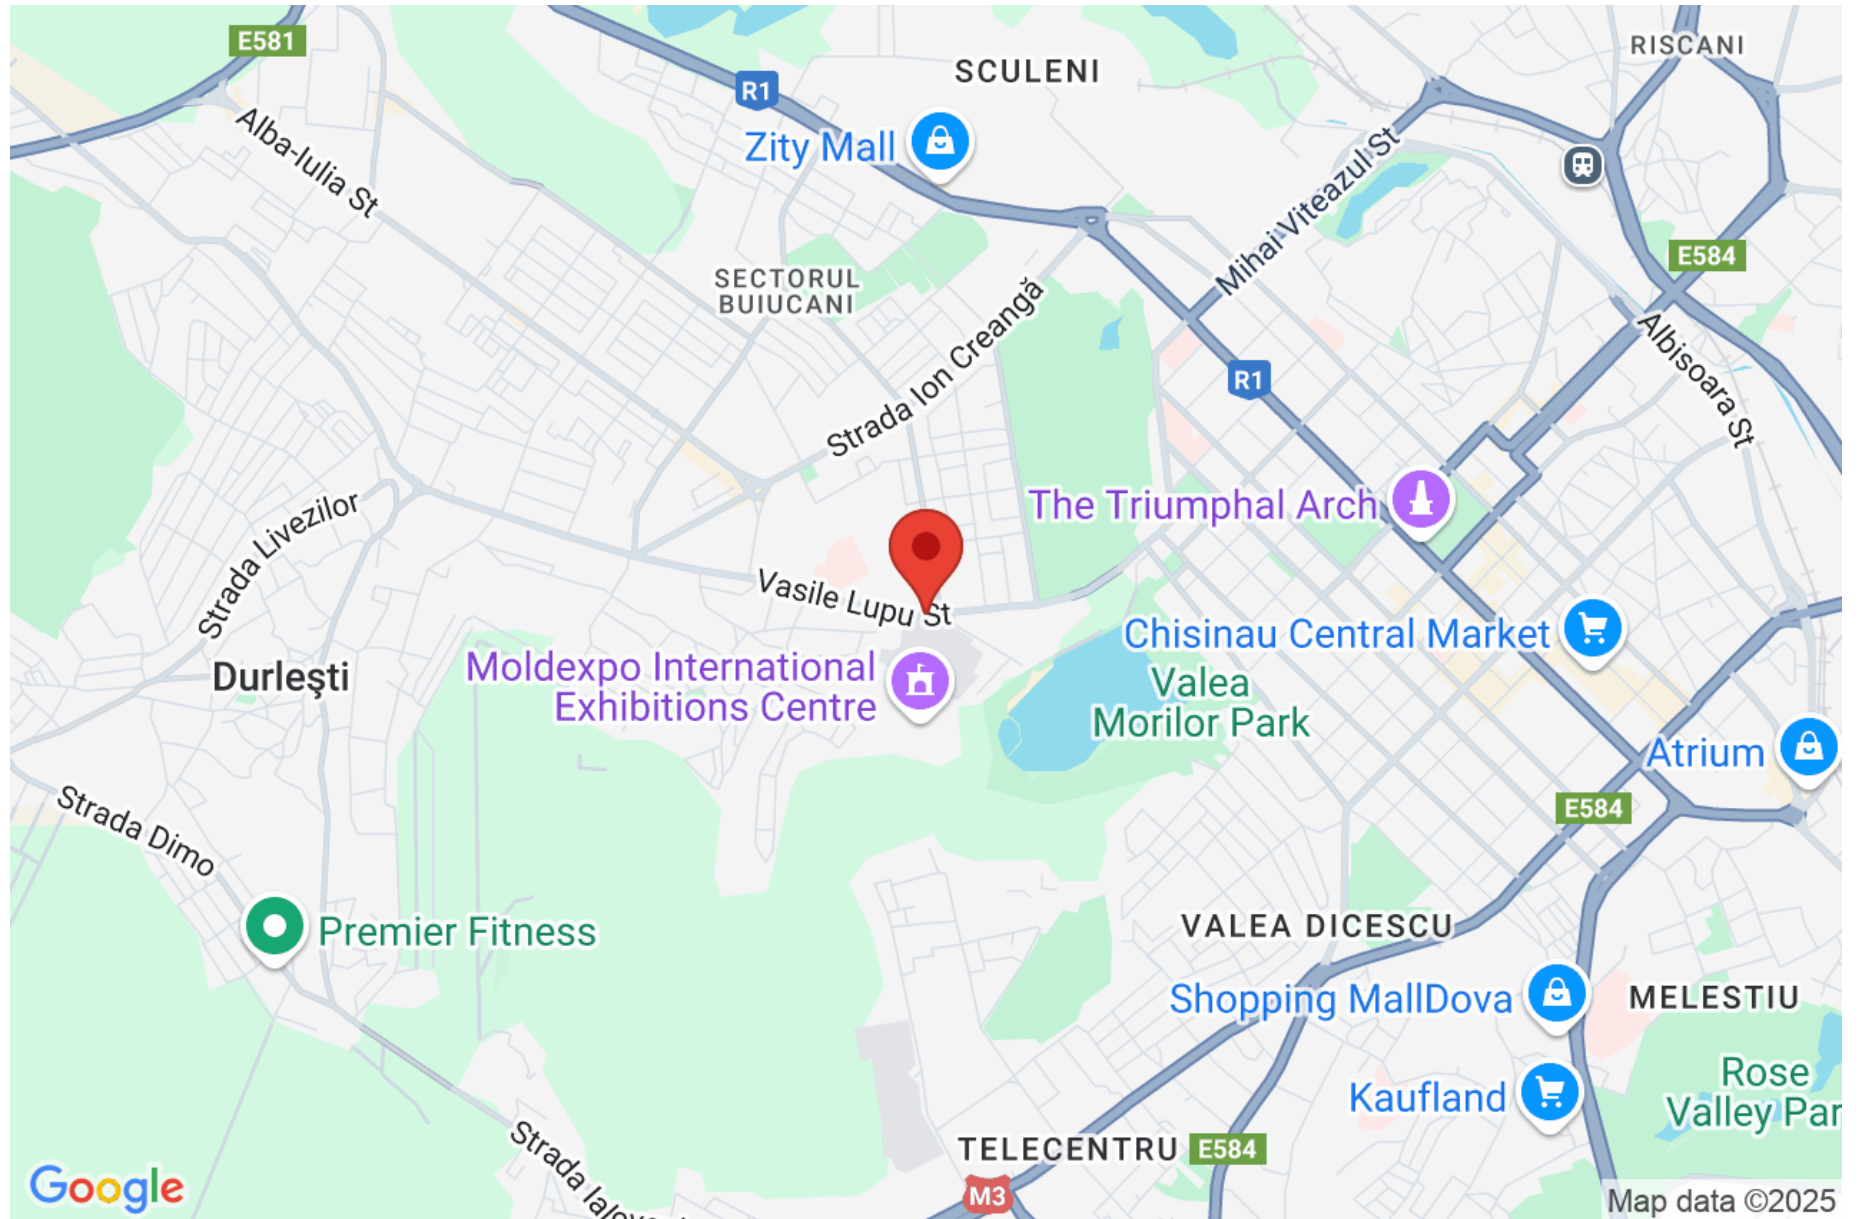 E581
RISCANI
SCULENI
R1
Zity Mall
Alba-Iulia St
Mihai Viteazul St
E584
SECTORUL
BUIUCANI
Strada Ion Creangă
Albisoara St
R1
The Triumphal Arch
Strada Livezilor
Vasile Lupu St
Chisinau Central Market
Durleşti
Moldexpo International
Exhibitions Centre
Valea
Morilor Park
Atrium
Strada Dimo
E584
Premier Fitness
VALEA DICESCU
Shopping MallDova
MELESTIU
Rose
Valley Par
Kaufland
TELECENTRU
E584
Strada
M3
Google
Map data ©2025